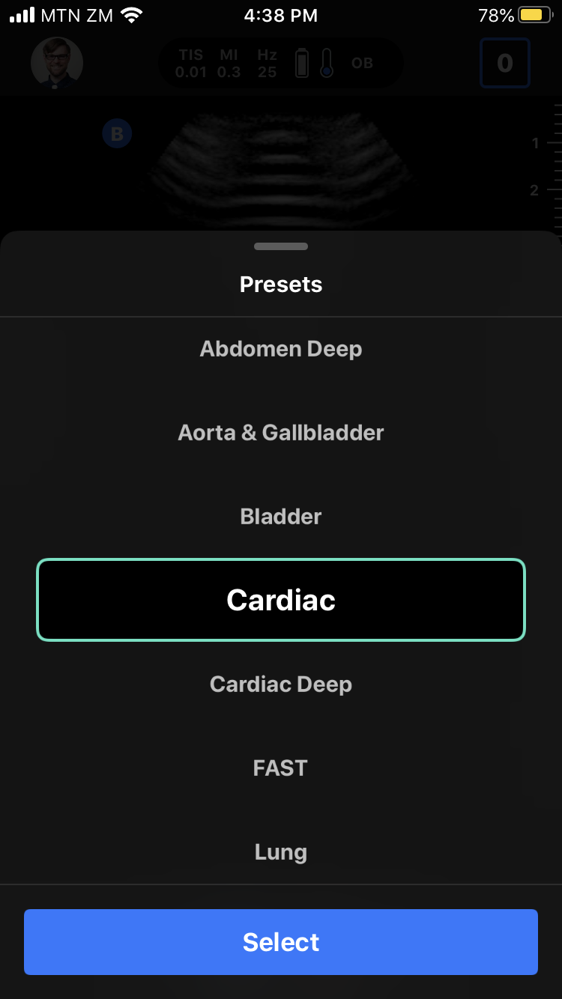 MTN ZM 4:38 PM 78%
TIS MI Hz
0.01 0.3 25 OB 0
B
1
2
Presets
Abdomen Deep
Aorta & Gallbladder
Bladder
Cardiac
Cardiac Deep
FAST
Lung
Select